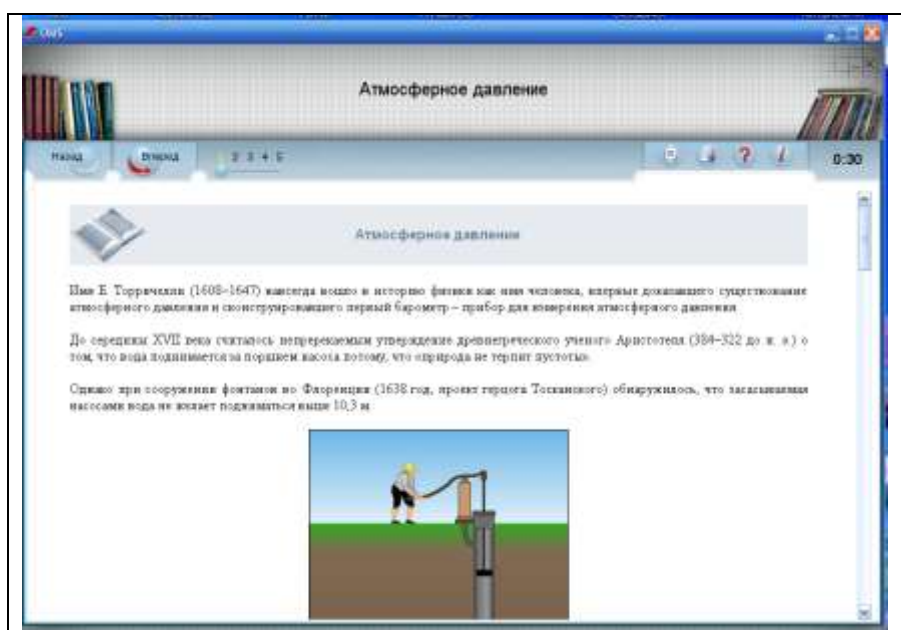 OMS
Атмосферное давление
Назад
Вперед
2 3 4 5
?
i
0:30
Атмосферное давление
Имя Е. Торричелли (1608–1647) навсегда вошло в историю физики как имя человека, впервые доказавшего существование
атмосферного давления и сконструировавшего первый барометр – прибор для измерения атмосферного давления.
До середины XVII века считалось непререкаемым утверждение древнегреческого ученого Аристотеля (384–322 до н. э.) о
том, что вода поднимается за поршнем насоса потому, что «природа не терпит пустоты».
Однако при сооружении фонтанов во Флоренции (1638 год, проект герцога Тосканского) обнаружилось, что засасываемая
насосами вода не желает подниматься выше 10,3 м.